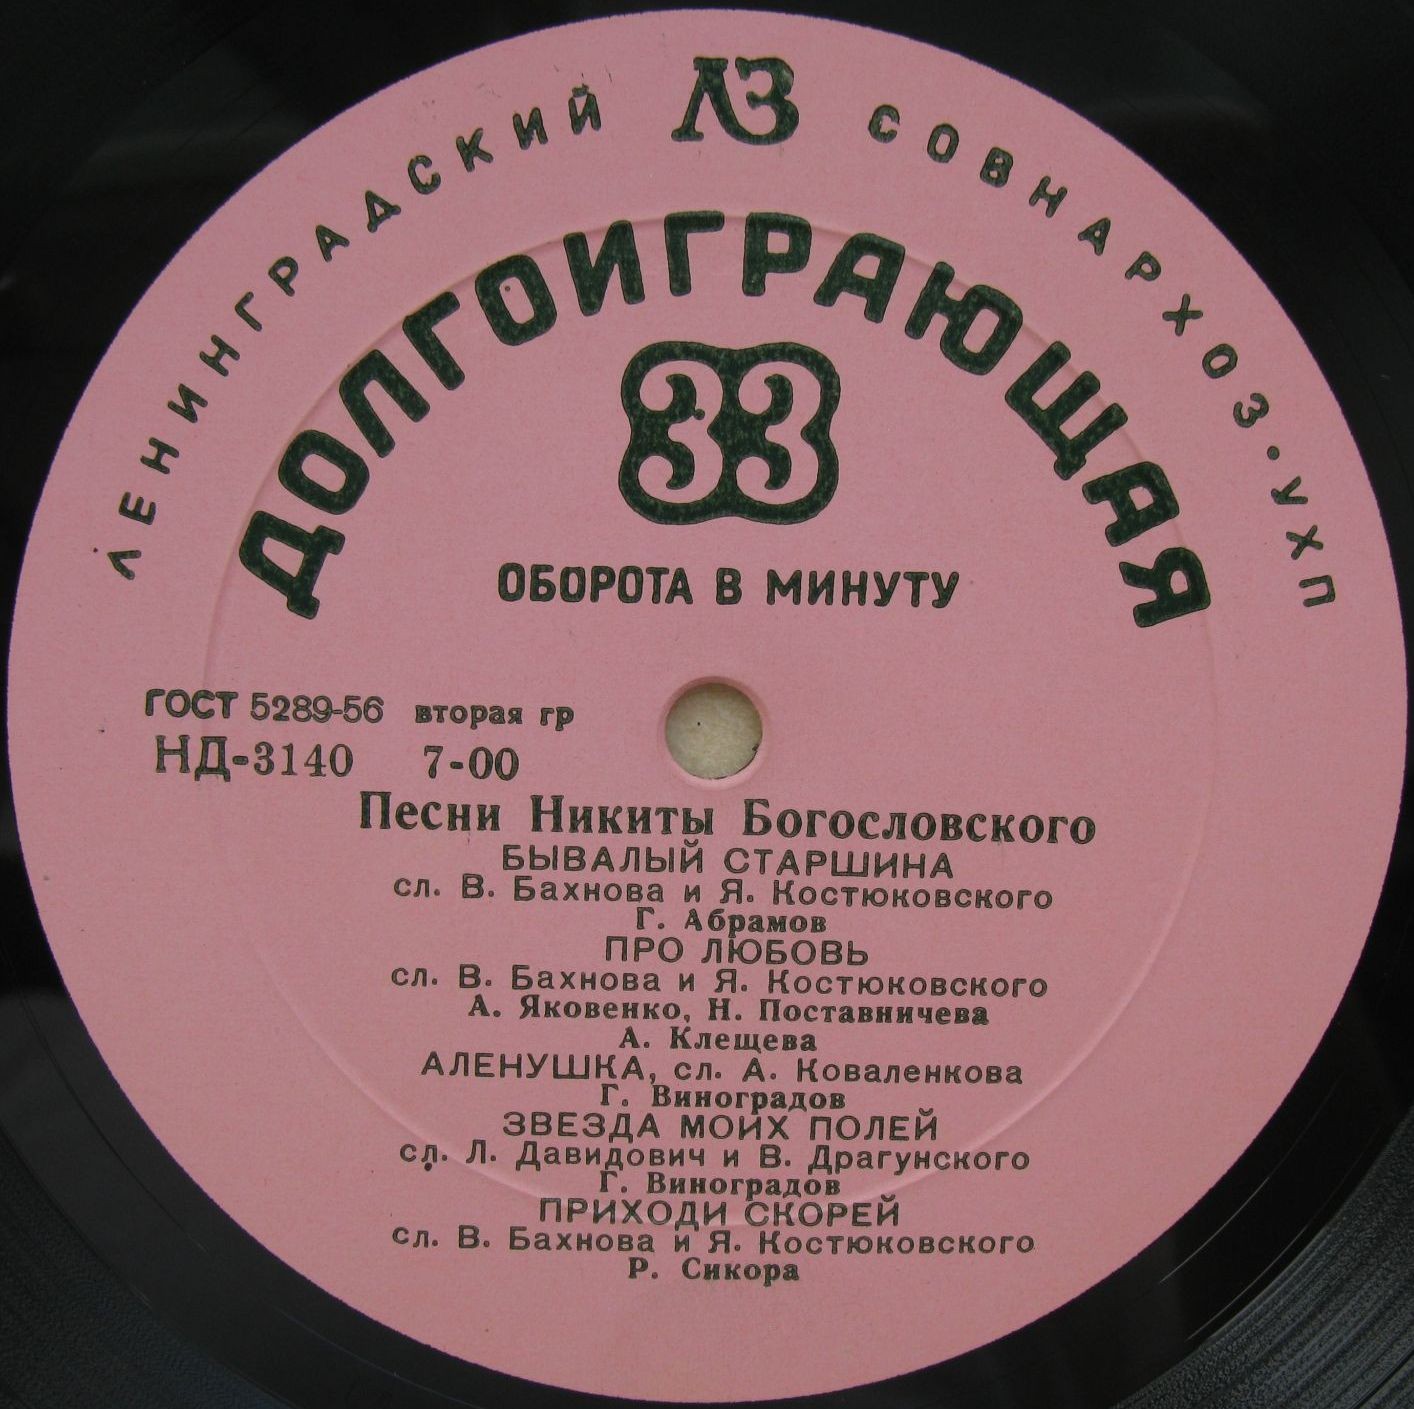 ЛЕНИНГРАДСКИЙ ЛЗ СОВНАРХОЗ · УХП
ДОЛГОИГРАЮЩАЯ
33
ОБОРОТА В МИНУТУ
ГОСТ 5289-56 вторая гр
НД-3140 7-00
Песни Никиты Богословского
БЫВАЛЫЙ СТАРШИНА
сл. В. Бахнова и Я. Костюковского
Г. Абрамов
ПРО ЛЮБОВЬ
сл. В. Бахнова и Я. Костюковского
А. Яковенко, Н. Поставничева
А. Клещева
АЛЕНУШКА, сл. А. Коваленкова
Г. Виноградов
ЗВЕЗДА МОИХ ПОЛЕЙ
сл. Л. Давидович и В. Драгунского
Г. Виноградов
ПРИХОДИ СКОРЕЙ
сл. В. Бахнова и Я. Костюковского
Р. Сикора